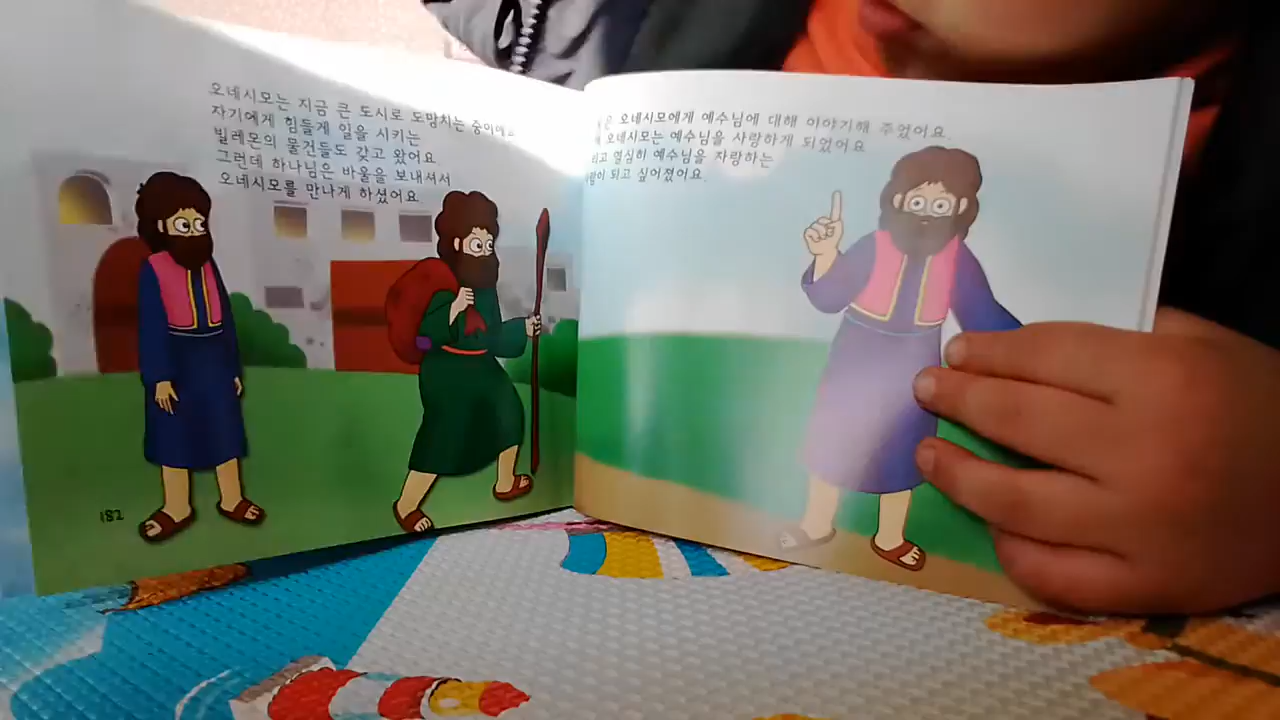 오네시모는 지금 큰 도시로 도망치는 중이에요
자기에게 힘들게 일을 시키는
빌레몬의 물건들도 갖고 왔어요
그런데 하나님은 바울을 보내셔서
오네시모를 만나게 하셨어요.
오네시모에게 예수님에 대해 이야기해 주었어요.
오네시모는 예수님을 사랑하게 되었어요
열심히 예수님을 자랑하는
되고 싶어졌어요.
182